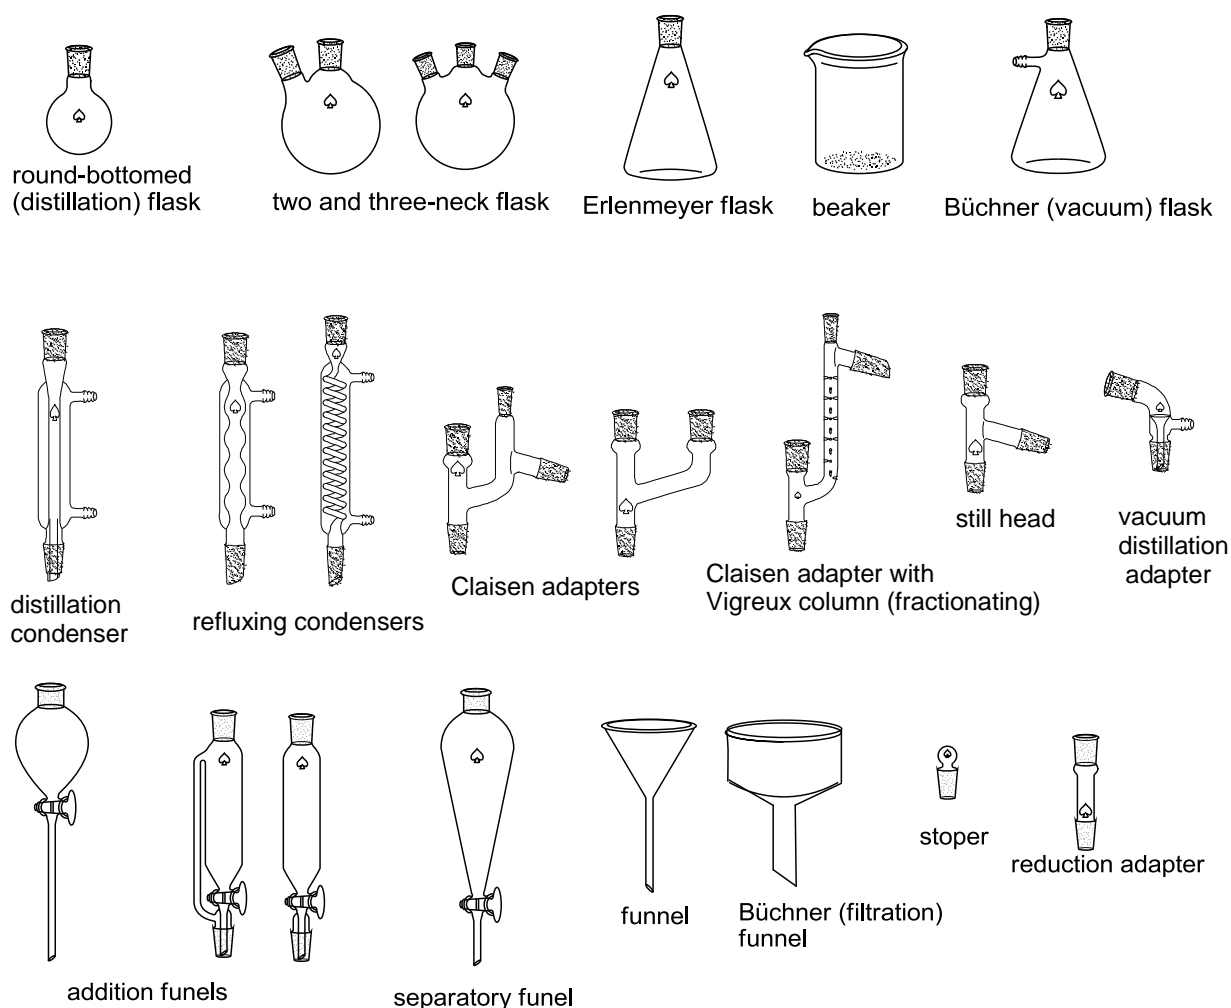 round-bottomed
(distillation) flask
two and three-neck flask
Erlenmeyer flask
beaker
Büchner (vacuum) flask
distillation
condenser
refluxing condensers
Claisen adapters
Claisen adapter with
Vigreux column (fractionating)
still head
vacuum
distillation
adapter
addition funels
separatory funel
funnel
Büchner (filtration)
funnel
stoper
reduction adapter